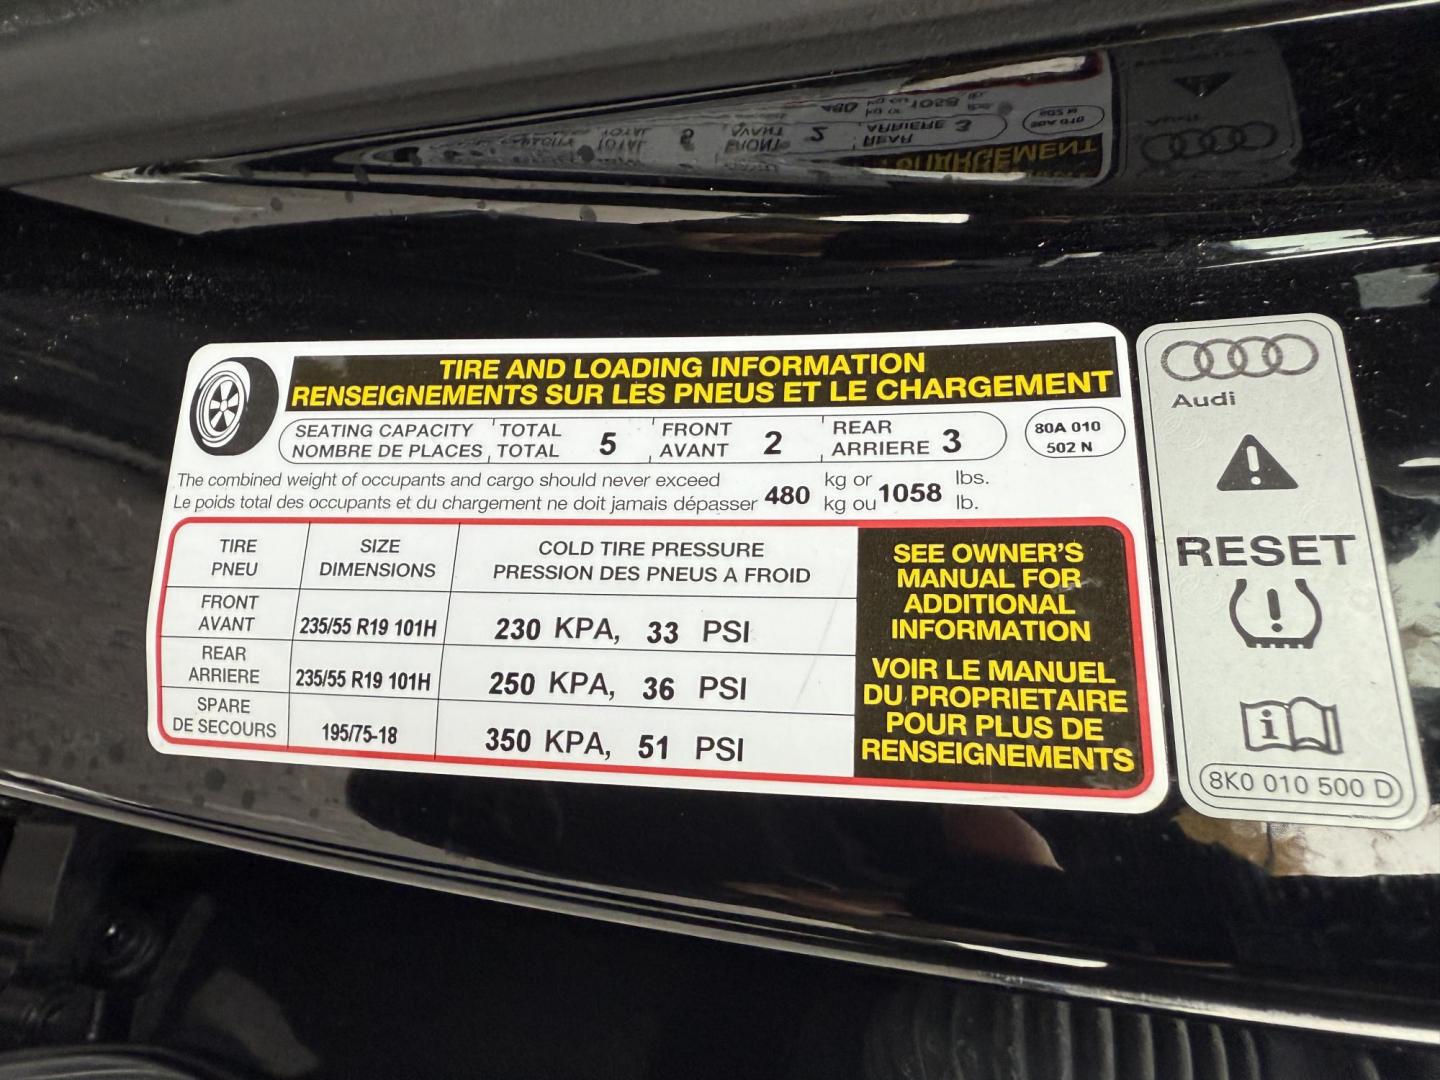 TIRE AND LOADING INFORMATION
RENSEIGNEMENTS SUR LES PNEUS ET LE CHARGEMENT
SEATING CAPACITY TOTAL 5 FRONT 2 REAR 3
NOMBRE DE PLACES TOTAL AVANT ARRIERE
80A 010
502 N
The combined weight of occupants and cargo should never exceed 480 kg or 1058 lbs.
Le poids total des occupants et du chargement ne doit jamais dépasser kg ou lb.
TIRE SIZE COLD TIRE PRESSURE
PNEU DIMENSIONS PRESSION DES PNEUS A FROID
FRONT
AVANT 235/55 R19 101H 230 KPA, 33 PSI
REAR
ARRIERE 235/55 R19 101H 250 KPA, 36 PSI
SPARE
DE SECOURS 195/75-18 350 KPA, 51 PSI
SEE OWNER'S
MANUAL FOR
ADDITIONAL
INFORMATION
VOIR LE MANUEL
DU PROPRIETAIRE
POUR PLUS DE
RENSEIGNEMENTS
Audi
RESET
8K0 010 500 D